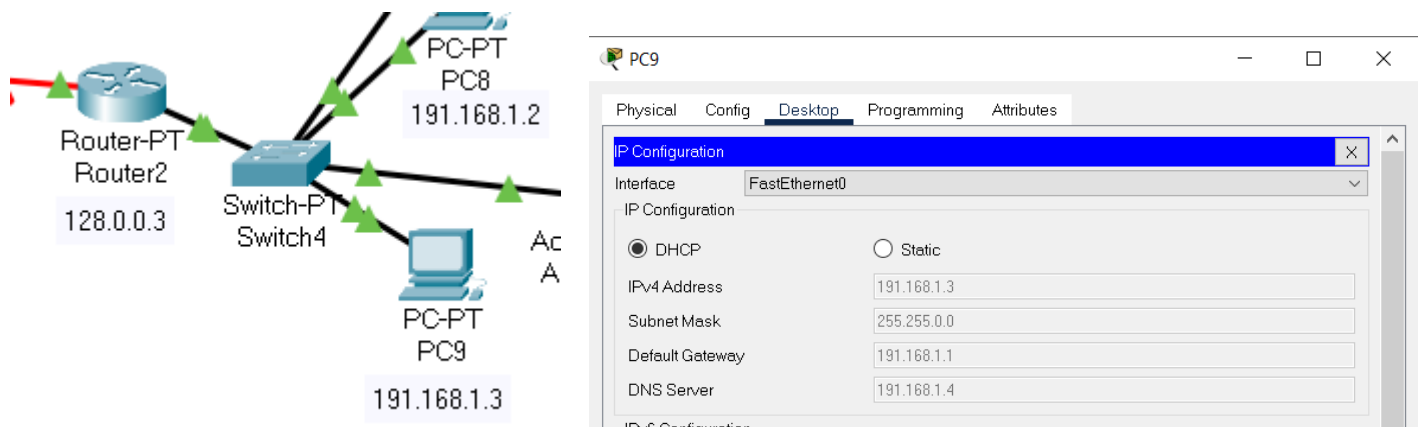 PC-PT
PC8
191.168.1.2
Router-PT
Router2
128.0.0.3
Switch-PT
Switch4
Ac
A
PC-PT
PC9
191.168.1.3
PC9
Physical Config Desktop Programming Attributes
IP Configuration X
Interface FastEthernet0
IP Configuration
DHCP Static
IPv4 Address 191.168.1.3
Subnet Mask 255.255.0.0
Default Gateway 191.168.1.1
DNS Server 191.168.1.4
IPv6 Configuration